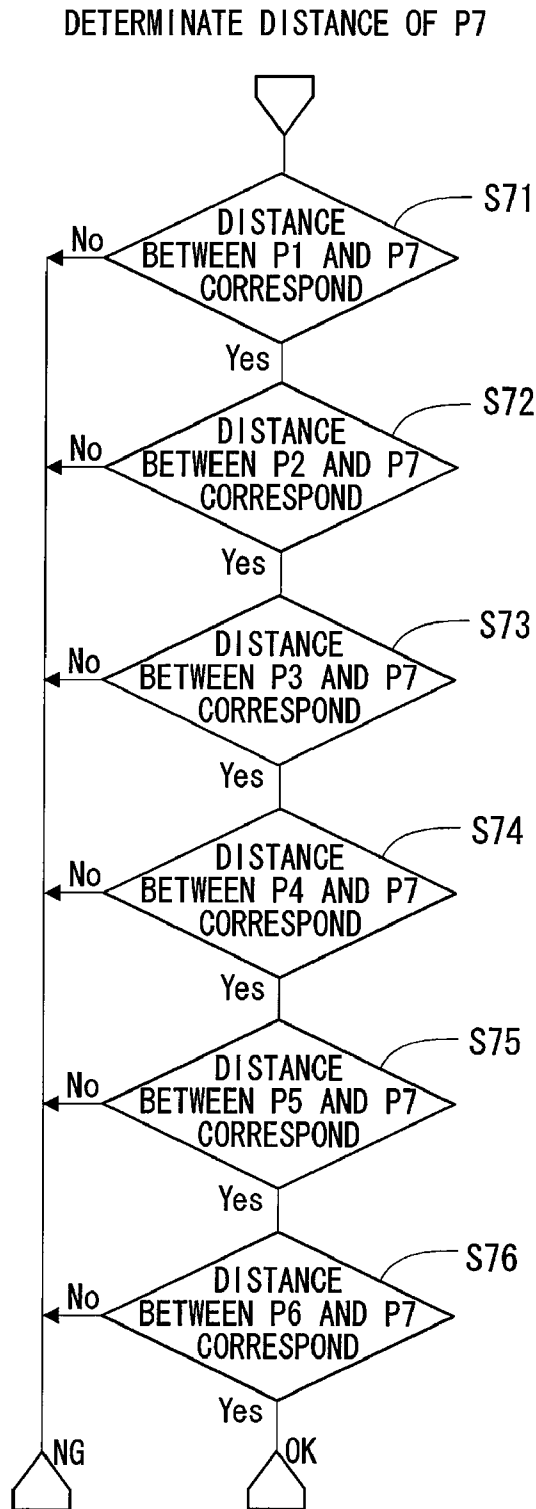 DETERMINATE DISTANCE OF P7
S71
DISTANCE
BETWEEN P1 AND P7
CORRESPOND
No
Yes
S72
DISTANCE
BETWEEN P2 AND P7
CORRESPOND
No
Yes
S73
DISTANCE
BETWEEN P3 AND P7
CORRESPOND
No
Yes
S74
DISTANCE
BETWEEN P4 AND P7
CORRESPOND
No
Yes
S75
DISTANCE
BETWEEN P5 AND P7
CORRESPOND
No
Yes
S76
DISTANCE
BETWEEN P6 AND P7
CORRESPOND
No
Yes
NG
OK